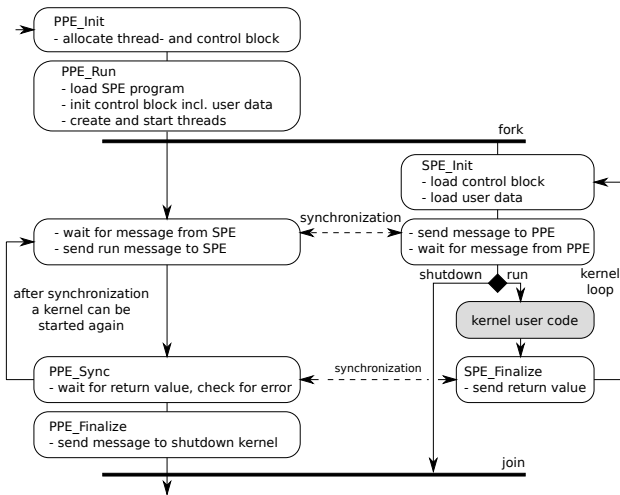 PPE_Init
- allocate thread- and control block
PPE_Run
- load SPE program
- init control block incl. user data
- create and start threads
fork
SPE_Init
- load control block
- load user data
- wait for message from SPE
- send run message to SPE
synchronization
- send message to PPE
- wait for message from PPE
shutdown
run
kernel
loop
after synchronization
a kernel can be
started again
kernel user code
PPE_Sync
- wait for return value, check for error
synchronization
SPE_Finalize
- send return value
PPE_Finalize
- send message to shutdown kernel
join